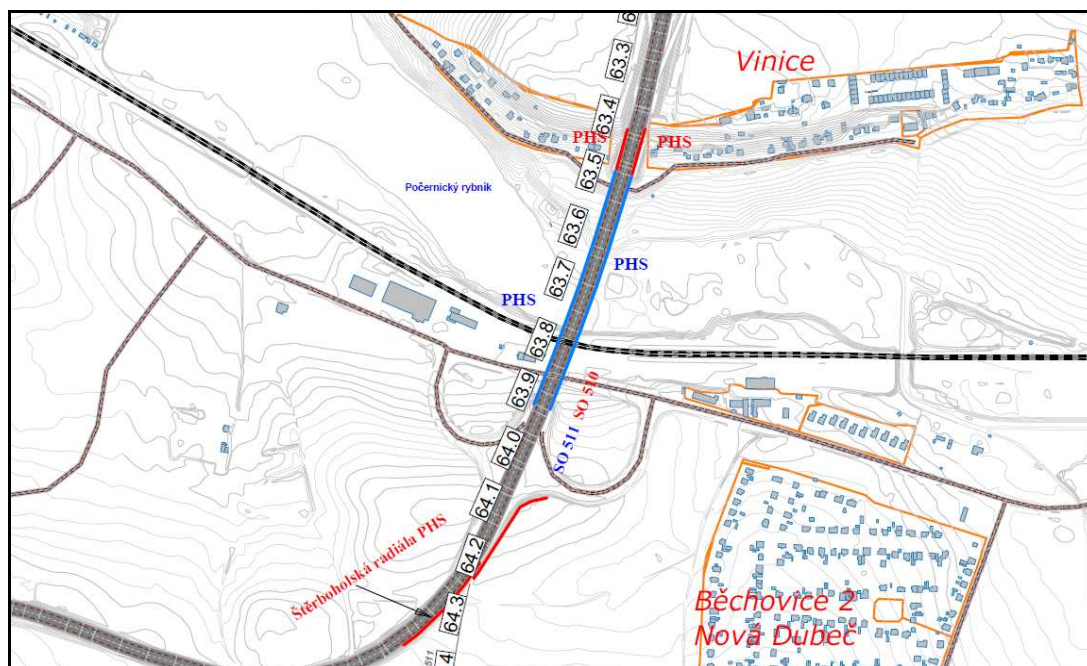 Vinice
63.3
63.4
PHS
PHS
63.5
Počernický rybník
63.6
PHS
63.7
PHS
63.8
63.9
SO 510
SO 511
64.0
64.1
Štěrboholská radiála PHS
64.2
64.3
Běchovice 2
Nová Dubeč
511